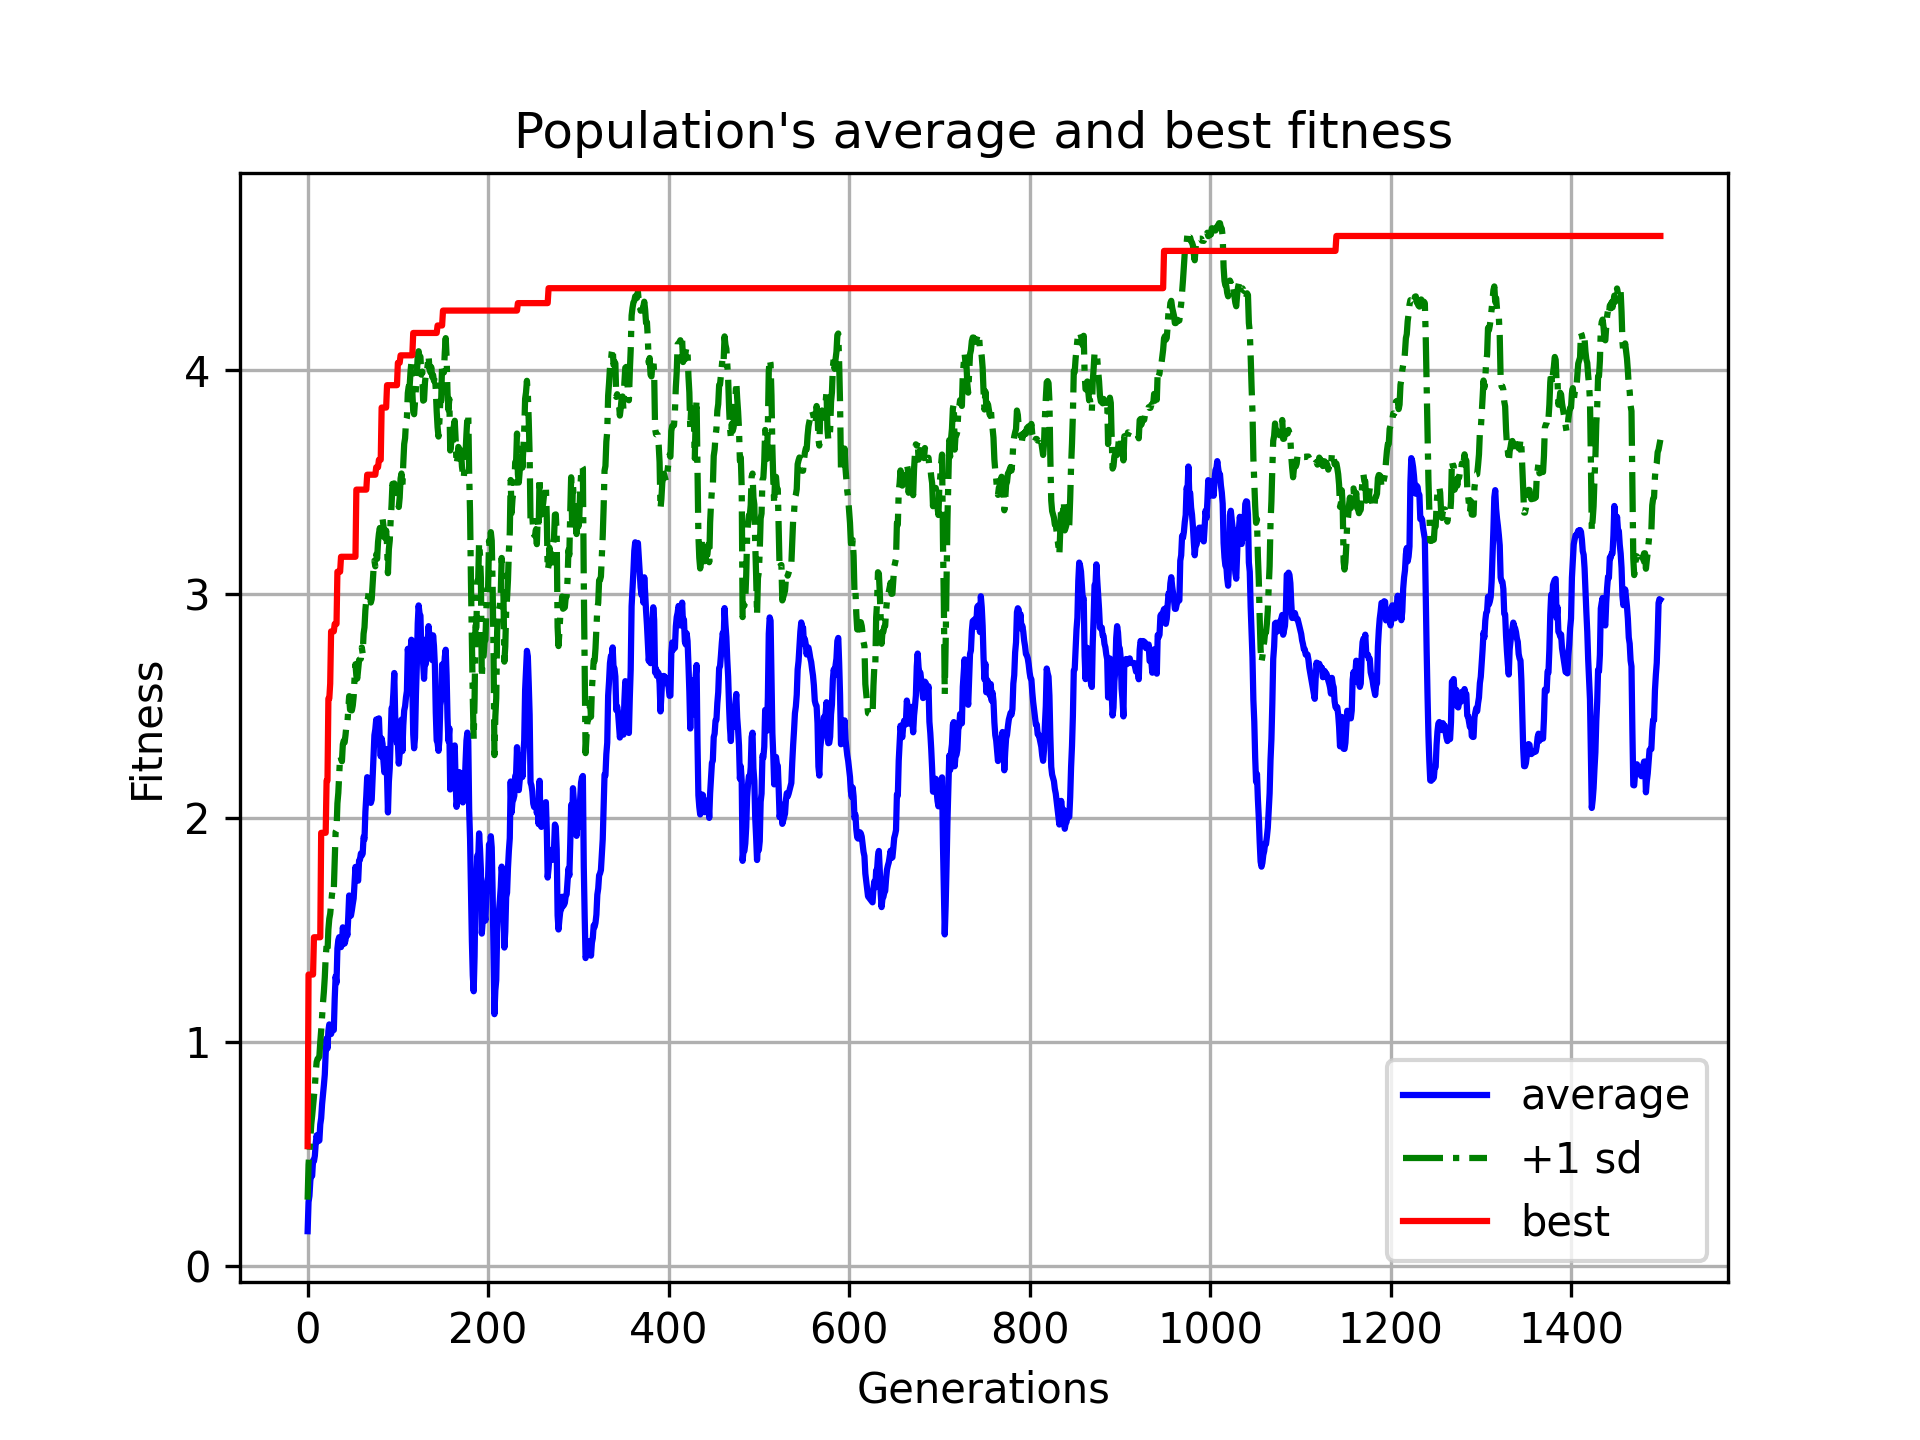 Population's average and best fitness
Fitness
4
3
2
1
0
0 200 400 600 800 1000 1200 1400
Generations
average
+1 sd
best